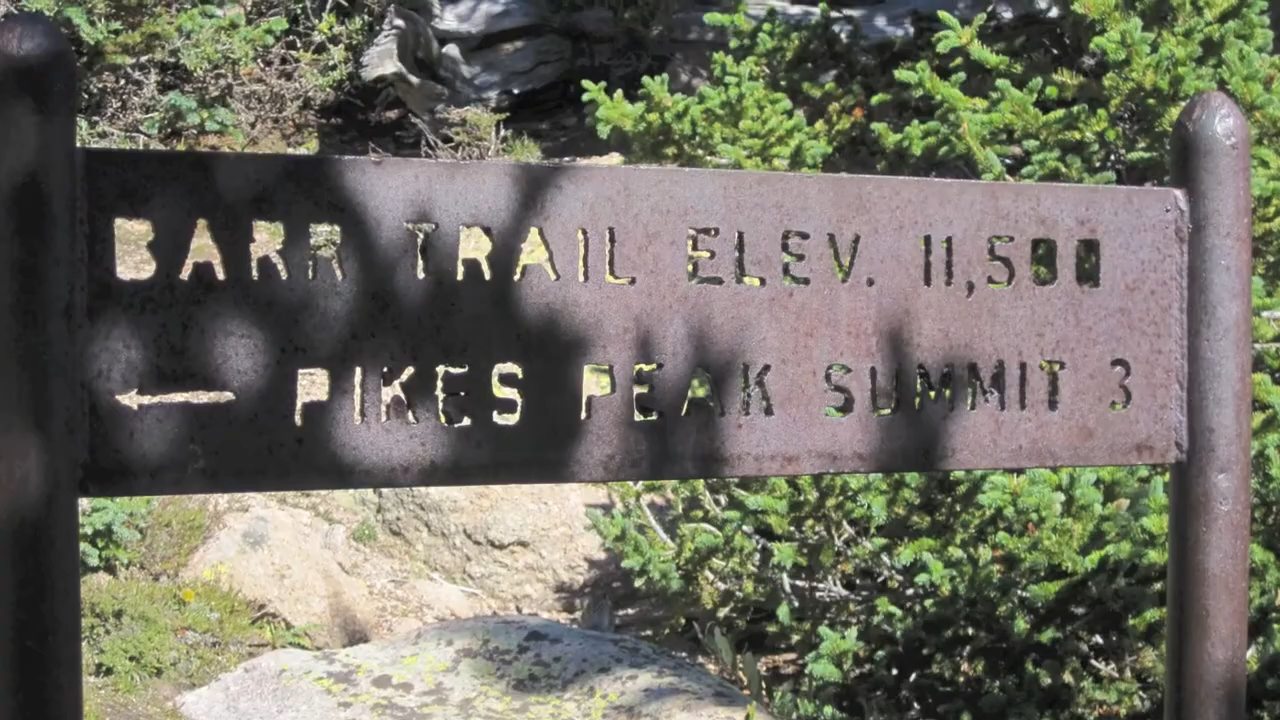 BARR TRAIL ELEV. 11,500
← PIKES PEAK SUMMIT 3